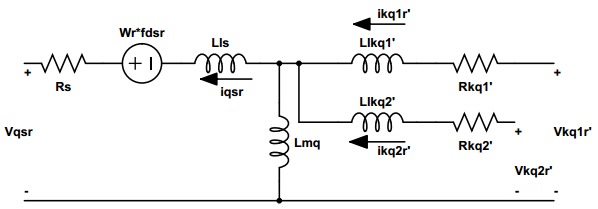 ikq1r'
Wr*fdsr
Lls
Llkq1'
+ -
+
Rs
iqsr
Rkq1'
+
Llkq2'
Vqsr
Lmq
ikq2r'
Rkq2'
+
Vkq1r'
Vkq2r'
-
-
-